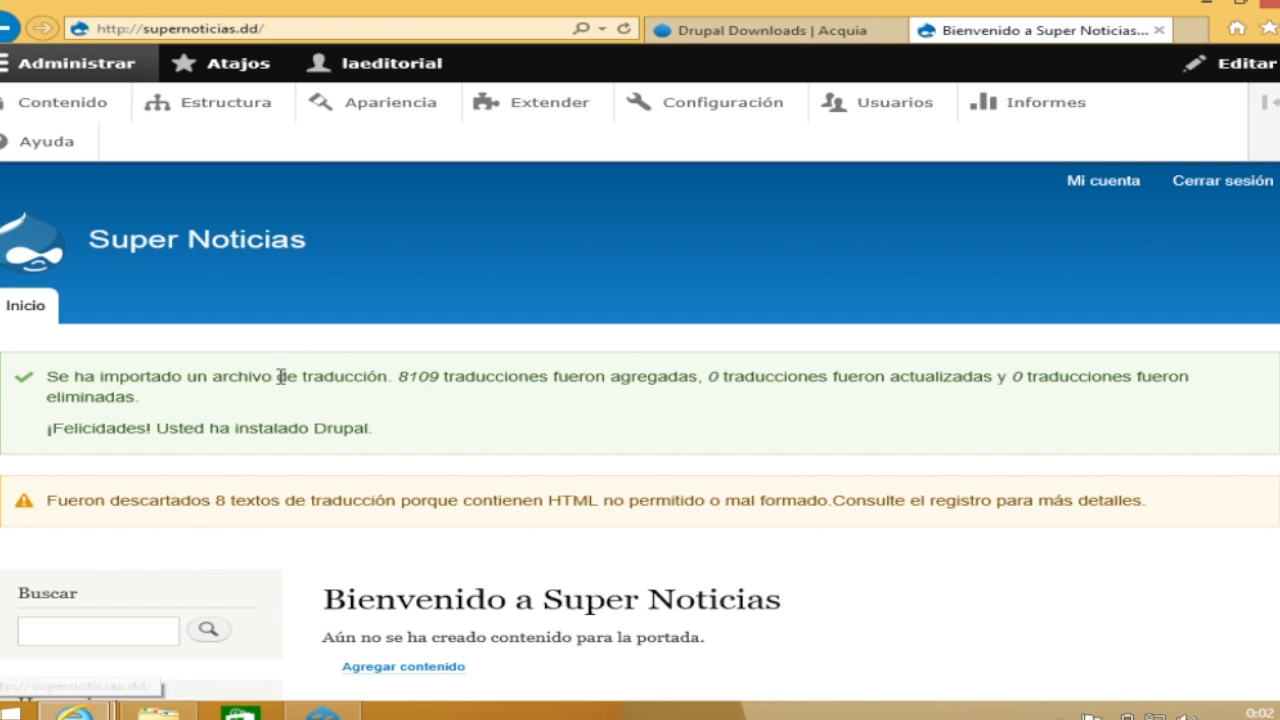 http://supernoticias.dd/
Drupal Downloads | Acquia
Bienvenido a Super Noticias...
Administrar
Atajos
laeditorial
Editar
Contenido
Estructura
Apariencia
Extender
Configuración
Usuarios
Informes
Ayuda
Mi cuenta
Cerrar sesión
Super Noticias
Inicio
Se ha importado un archivo de traducción. 8109 traducciones fueron agregadas, 0 traducciones fueron actualizadas y 0 traducciones fueron
eliminadas.
¡Felicidades! Usted ha instalado Drupal.
Fueron descartados 8 textos de traducción porque contienen HTML no permitido o mal formado.Consulte el registro para más detalles.
Buscar
Bienvenido a Super Noticias
Aún no se ha creado contenido para la portada.
Agregar contenido
tp://supernoticias.dd/
0:02